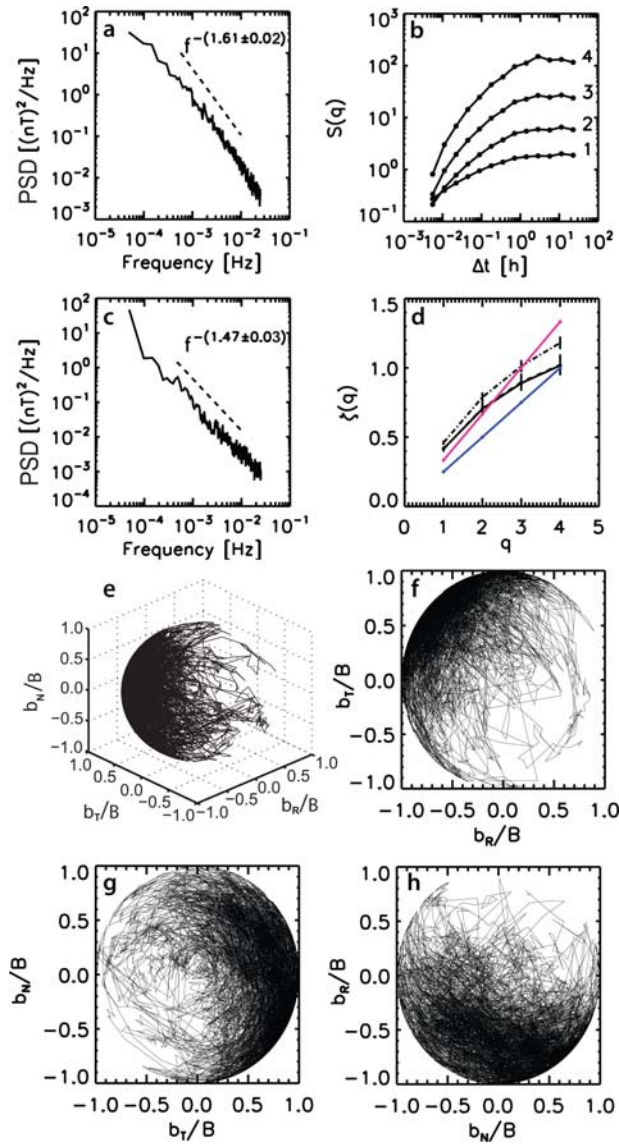 a
f^-(1.61±0.02)
PSD [(nT)²/Hz]
10² 10¹ 10⁰ 10⁻¹ 10⁻² 10⁻³
10⁻⁵ 10⁻⁴ 10⁻³ 10⁻² 10⁻¹
Frequency [Hz]
b
S(q)
10³ 10² 10¹ 10⁰ 10⁻¹
4
3
2
1
10⁻³ 10⁻² 10⁻¹ 10⁰ 10¹ 10²
Δt [h]
c
f^-(1.47±0.03)
PSD [(nT)²/Hz]
10² 10¹ 10⁰ 10⁻¹ 10⁻² 10⁻³ 10⁻⁴
10⁻⁵ 10⁻⁴ 10⁻³ 10⁻² 10⁻¹
Frequency [Hz]
d
ζ(q)
1.5 1.0 0.5 0.0
0 1 2 3 4 5
q
e
b_N/B
1.0 0.5 0.0 −0.5 −1.0
1.0 0.5 0.0 −0.5 −1.0
b_T/B
−1.0 −0.5 0.0 0.5 1.0
b_R/B
f
b_T/B
1.0 0.5 0.0 −0.5 −1.0
−1.0 −0.5 0.0 0.5 1.0
b_R/B
g
b_N/B
1.0 0.5 0.0 −0.5 −1.0
−1.0 −0.5 0.0 0.5 1.0
b_T/B
h
b_R/B
1.0 0.5 0.0 −0.5 −1.0
−1.0 −0.5 0.0 0.5 1.0
b_N/B